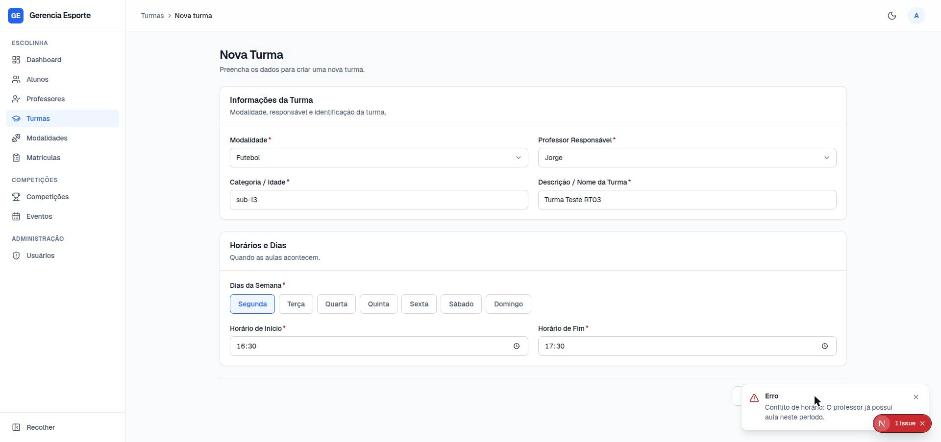 GE Gerencia Esporte
Turmas > Nova turma
A
ESCOLINHA
Dashboard
Alunos
Professores
Turmas
Modalidades
Matrículas
COMPETIÇÕES
Competições
Eventos
ADMINISTRAÇÃO
Usuários
Recolher
Nova Turma
Preencha os dados para criar uma nova turma.
Informações da Turma
Modalidade, responsável e identificação da turma.
Modalidade*
Professor Responsável*
Futebol
Jorge
Categoria / Idade*
Descrição / Nome da Turma*
sub-13
Turma Teste RT03
Horários e Dias
Quando as aulas acontecem.
Dias da Semana*
Segunda Terça Quarta Quinta Sexta Sábado Domingo
Horário de Início*
Horário de Fim*
16:30
17:30
Erro
Conflito de horário: O professor já possui
aula neste período.
N 1 Issue